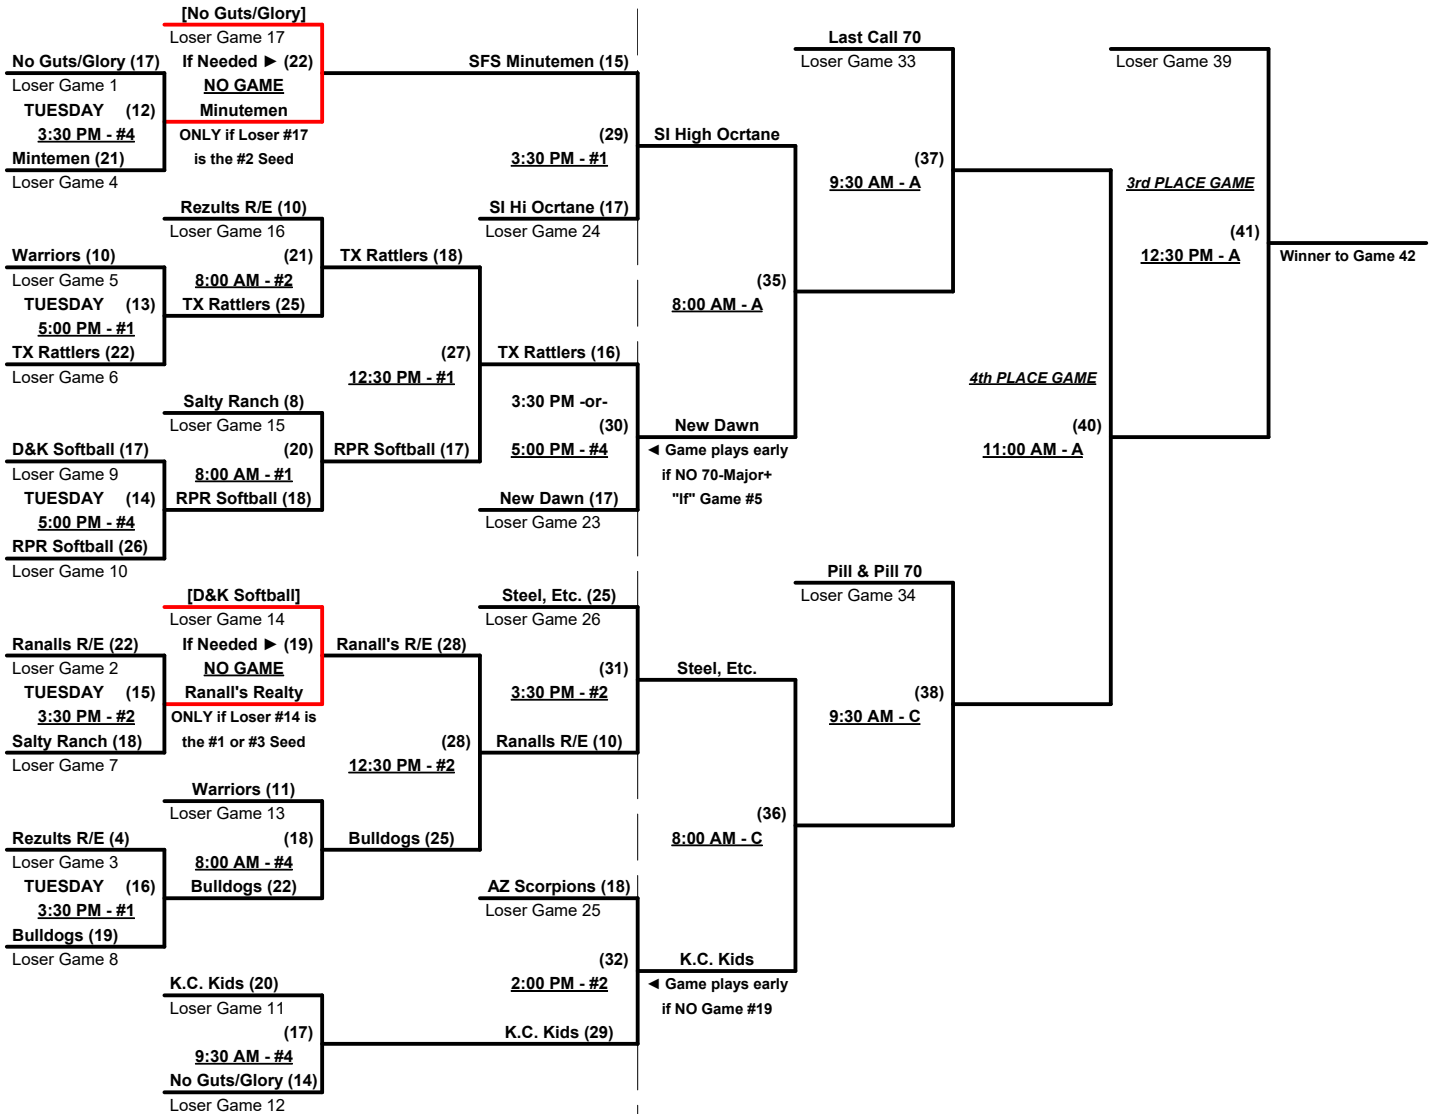 [No Guts/Glory]
Loser Game 17
If Needed ► (22)
NO GAME
Minutemen
ONLY if Loser #17
is the #2 Seed
No Guts/Glory (17)
Loser Game 1
TUESDAY (12)
3:30 PM - #4
Mintemen (21)
Loser Game 4
Rezults R/E (10)
Loser Game 16
(21)
8:00 AM - #2
TX Rattlers (25)
Warriors (10)
Loser Game 5
TUESDAY (13)
5:00 PM - #1
TX Rattlers (22)
Loser Game 6
Salty Ranch (8)
Loser Game 15
(20)
8:00 AM - #1
RPR Softball (18)
D&K Softball (17)
Loser Game 9
TUESDAY (14)
5:00 PM - #4
RPR Softball (26)
Loser Game 10
[D&K Softball]
Loser Game 14
If Needed ► (19)
NO GAME
Ranall's Realty
ONLY if Loser #14 is
the #1 or #3 Seed
Ranalls R/E (22)
Loser Game 2
TUESDAY (15)
3:30 PM - #2
Salty Ranch (18)
Loser Game 7
Warriors (11)
Loser Game 13
(18)
8:00 AM - #4
Bulldogs (22)
Rezults R/E (4)
Loser Game 3
TUESDAY (16)
3:30 PM - #1
Bulldogs (19)
Loser Game 8
K.C. Kids (20)
Loser Game 11
(17)
9:30 AM - #4
No Guts/Glory (14)
Loser Game 12
TX Rattlers (18)
(27)
12:30 PM - #1
RPR Softball (17)
Ranall's R/E (28)
(28)
12:30 PM - #2
Bulldogs (25)
SFS Minutemen (15)
(29)
3:30 PM - #1
SI Hi Ocrtane (17)
Loser Game 24
TX Rattlers (16)
3:30 PM -or-
(30)
5:00 PM - #4
New Dawn (17)
Loser Game 23
Steel, Etc. (25)
Loser Game 26
(31)
3:30 PM - #2
Ranalls R/E (10)
AZ Scorpions (18)
Loser Game 25
(32)
2:00 PM - #2
K.C. Kids (29)
SI High Ocrtane
(35)
8:00 AM - A
New Dawn
◄ Game plays early
if NO 70-Major+
"If" Game #5
Steel, Etc.
(36)
8:00 AM - C
K.C. Kids
◄ Game plays early
if NO Game #19
Last Call 70
Loser Game 33
(37)
9:30 AM - A
Pill & Pill 70
Loser Game 34
(38)
9:30 AM - C
4th PLACE GAME
(40)
11:00 AM - A
Loser Game 39
3rd PLACE GAME
(41)
12:30 PM - A
Winner to Game 42